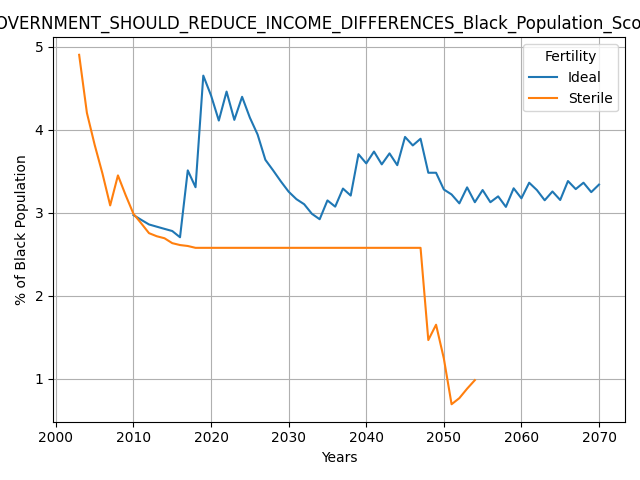 OVERNMENT_SHOULD_REDUCE_INCOME_DIFFERENCES_Black_Population_Sco
5
4
3
2
1
% of Black Population
Fertility
Ideal
Sterile
2000 2010 2020 2030 2040 2050 2060 2070
Years